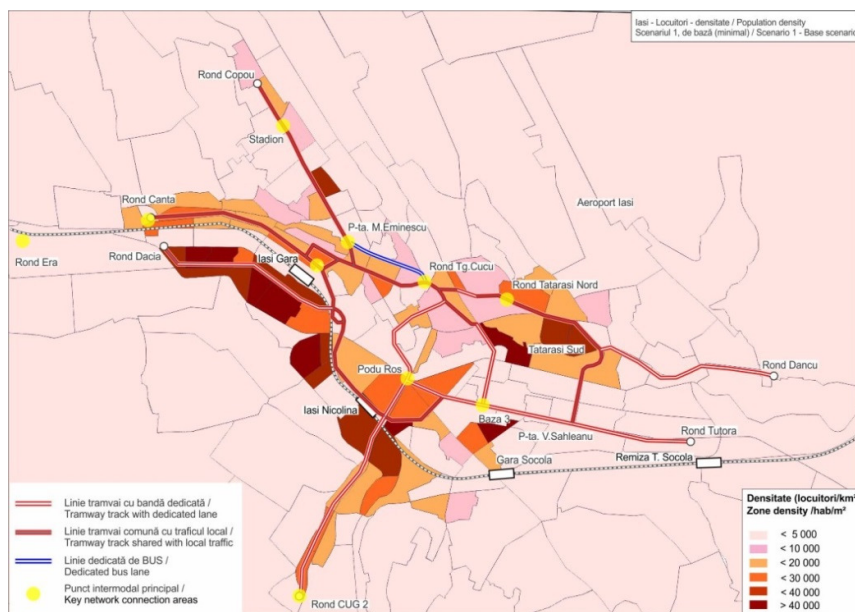 Iasi - Locuitori - densitate / Population density
Scenariul 1, de bază (minimal) / Scenario 1 - Base scenario
Rond Copou
Stadion
Rond Canta
Aeroport Iasi
P-ta. M.Eminescu
Rond Era
Rond Dacia
Iasi Gara
Rond Tg.Cucu
Rond Tatarasi Nord
Tatarasi Sud
Rond Dancu
Podu Ros
Iasi Nicolina
Baza 3
P-ta. V.Sahleanu
Rond Tutora
Gara Socola
Remiza T. Socola
Rond CUG 2
Linie tramvai cu bandă dedicată /
Tramway track with dedicated lane
Linie tramvai comună cu traficul local /
Tramway track shared with local traffic
Linie dedicată de BUS /
Dedicated bus lane
Punct intermodal principal /
Key network connection areas
Densitate (locuitori/km²
Zone density /hab/m²
< 5 000
< 10 000
< 20 000
< 30 000
< 40 000
> 40 000